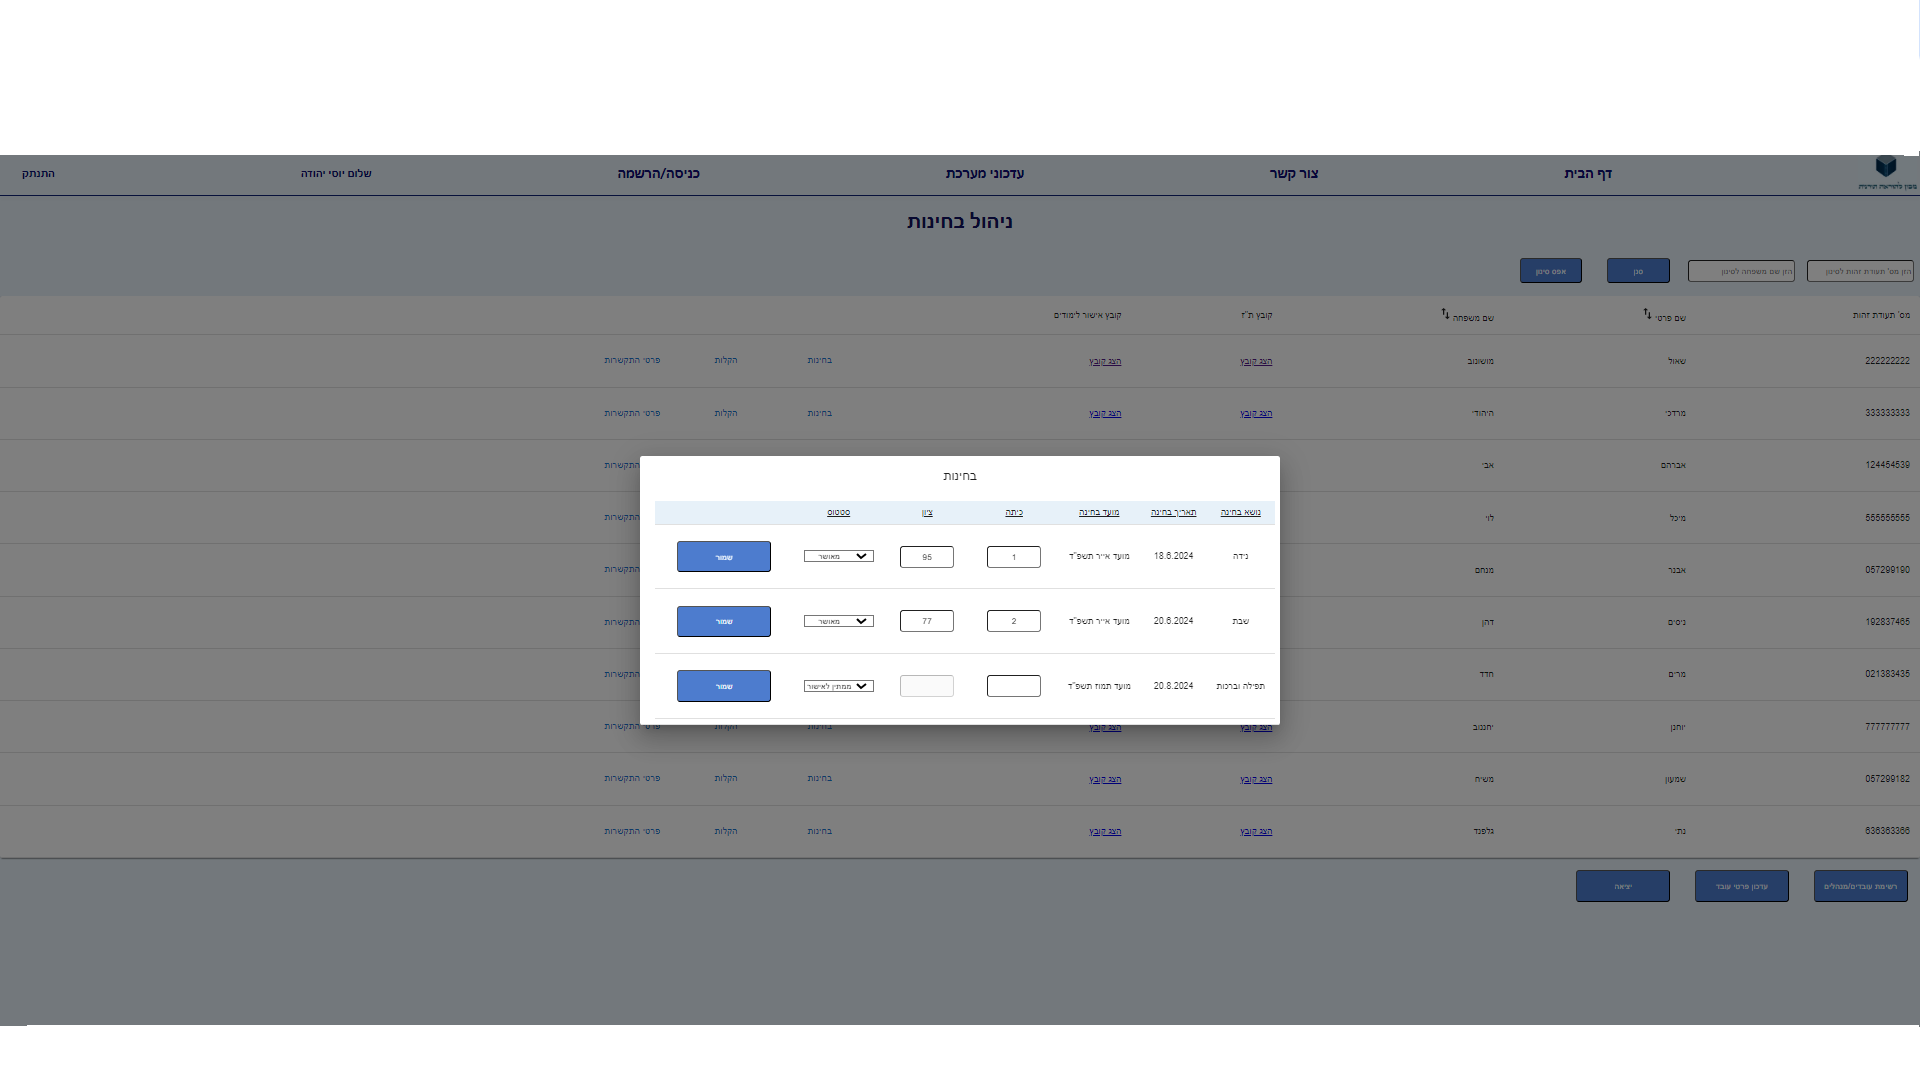 מכון להוראה תורנית
דף הבית
צור קשר
עדכוני מערכת
כניסה/הרשמה
שלום יוסי יהודה
התנתק
ניהול בחינות
הזן מס' תעודת זהות לסינון
הזן שם משפחה לסינון
סנן
אפס סינון
מס' תעודת זהות שם פרטי שם משפחה קובץ ת"ז קובץ אישור לימודים
222222222 שאול מושונוב הצג קובץ הצג קובץ בחינות הקלות פרטי התקשרות
333333333 מרדכי היהודי הצג קובץ הצג קובץ בחינות הקלות פרטי התקשרות
124454539 אברהם אבי התקשרות
555555555 מיכל לוי התקשרות
057299190 אבנר מנחם התקשרות
192837465 ניסים דהן התקשרות
021383435 מרים חדד התקשרות
777777777 יוחנן יחננוב הצג קובץ הצג קובץ בחינות הקלות פרטי התקשרות
057299182 שמעון משיח הצג קובץ הצג קובץ בחינות הקלות פרטי התקשרות
636363366 נתי גלפנד הצג קובץ הצג קובץ בחינות הקלות פרטי התקשרות
בחינות
נושא בחינה תאריך בחינה מועד בחינה כיתה ציון סטטוס
נידה 18.6.2024 מועד אייר תשפ"ד 1 95 מאושר שמור
שבת 20.6.2024 מועד אייר תשפ"ד 2 77 מאושר שמור
תפילה וברכות 20.8.2024 מועד תמוז תשפ"ד ממתין לאישור שמור
רשימת עובדים/מנהלים
עדכון פרטי עובד
יציאה